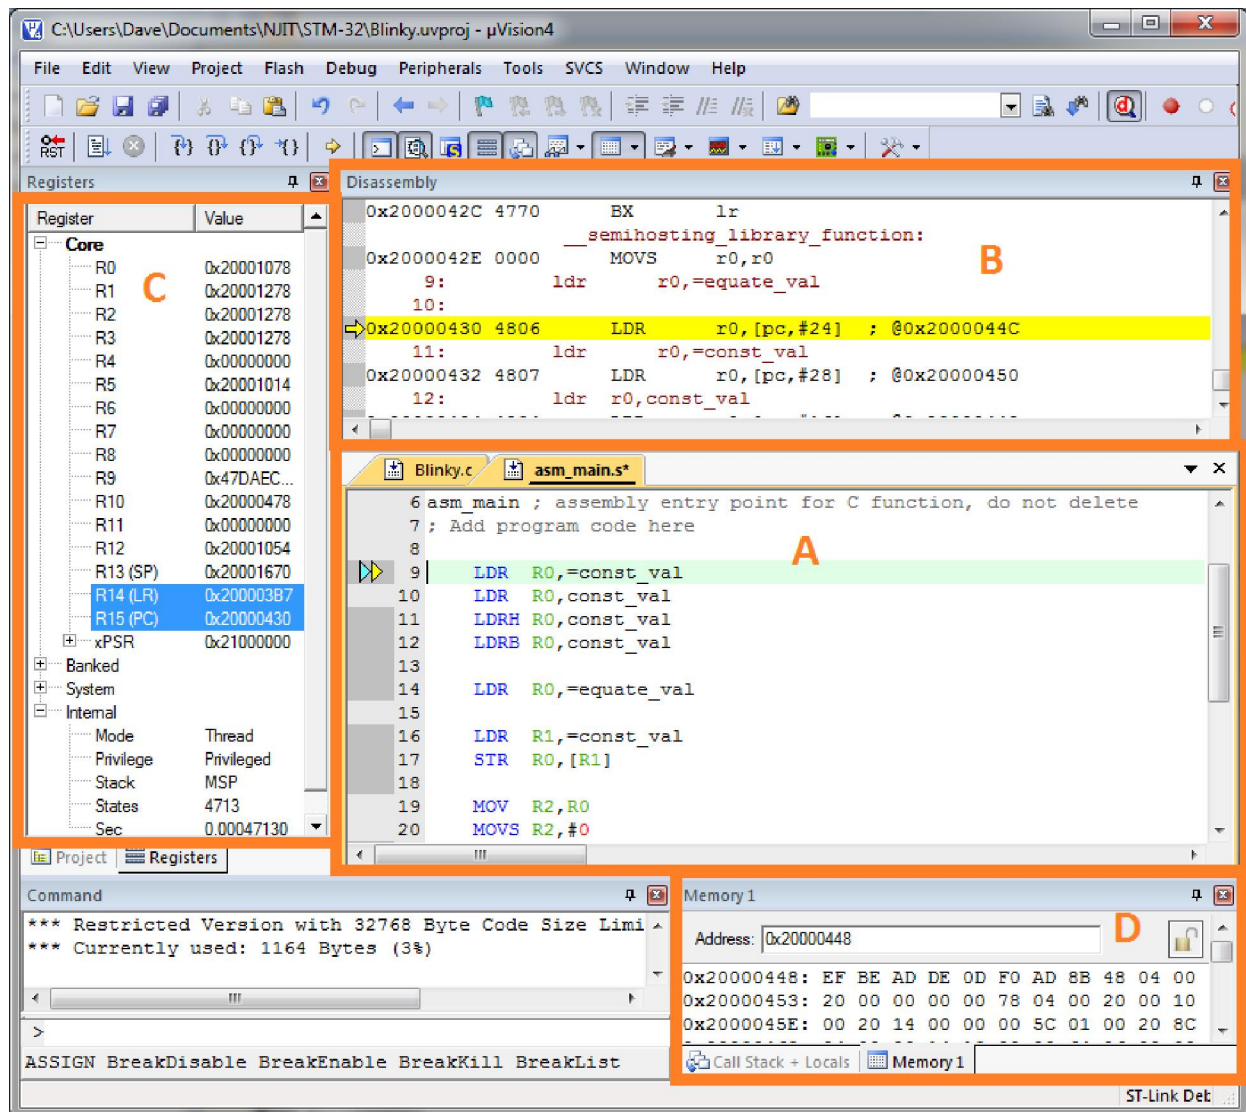 C:\Users\Dave\Documents\NJIT\STM-32\Blinky.uvproj - µVision4
File Edit View Project Flash Debug Peripherals Tools SVCS Window Help
RST
Registers
Register Value
Core
R0 0x20001078
R1 0x20001278
R2 0x20001278
R3 0x20001278
R4 0x00000000
R5 0x20001014
R6 0x00000000
R7 0x00000000
R8 0x00000000
R9 0x47DAEC...
R10 0x20000478
R11 0x00000000
R12 0x20001054
R13 (SP) 0x20001670
R14 (LR) 0x200003B7
R15 (PC) 0x20000430
xPSR 0x21000000
Banked
System
Internal
Mode Thread
Privilege Privileged
Stack MSP
States 4713
Sec 0.00047130
C
Project Registers
Disassembly
0x2000042C 4770 BX lr
__semihosting_library_function:
0x2000042E 0000 MOVS r0,r0
9: ldr r0,=equate_val
10:
0x20000430 4806 LDR r0,[pc,#24] ; @0x2000044C
11: ldr r0,=const_val
0x20000432 4807 LDR r0,[pc,#28] ; @0x20000450
12: ldr r0,const_val
B
Blinky.c asm_main.s*
6 asm_main ; assembly entry point for C function, do not delete
7 ; Add program code here
8
9 LDR R0,=const_val
10 LDR R0,const_val
11 LDRH R0,const_val
12 LDRB R0,const_val
13
14 LDR R0,=equate_val
15
16 LDR R1,=const_val
17 STR R0,[R1]
18
19 MOV R2,R0
20 MOVS R2,#0
A
Command
*** Restricted Version with 32768 Byte Code Size Limi
*** Currently used: 1164 Bytes (3%)
>
ASSIGN BreakDisable BreakEnable BreakKill BreakList
Memory 1
Address: 0x20000448
D
0x20000448: EF BE AD DE 0D F0 AD 8B 48 04 00
0x20000453: 20 00 00 00 00 78 04 00 20 00 10
0x2000045E: 00 20 14 00 00 00 5C 01 00 20 8C
Call Stack + Locals Memory 1
ST-Link Det